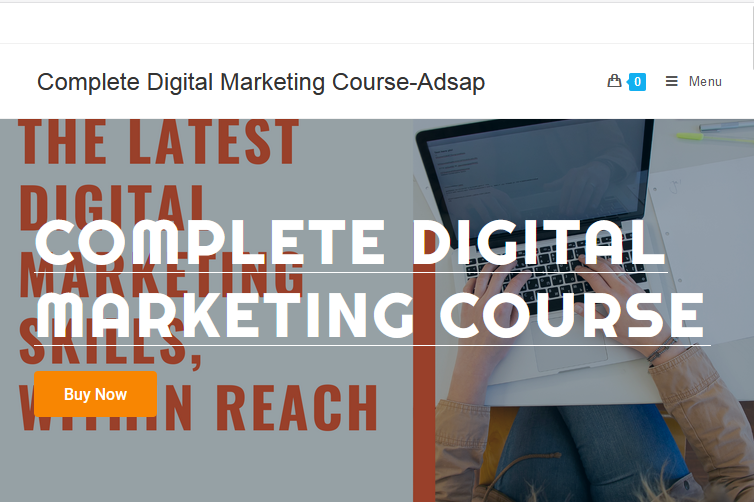 Complete Digital Marketing Course-Adsap
0
Menu
THE LATEST
DIGITAL
MARKETING
SKILLS,
WITHIN REACH
COMPLETE DIGITAL
MARKETING COURSE
Buy Now